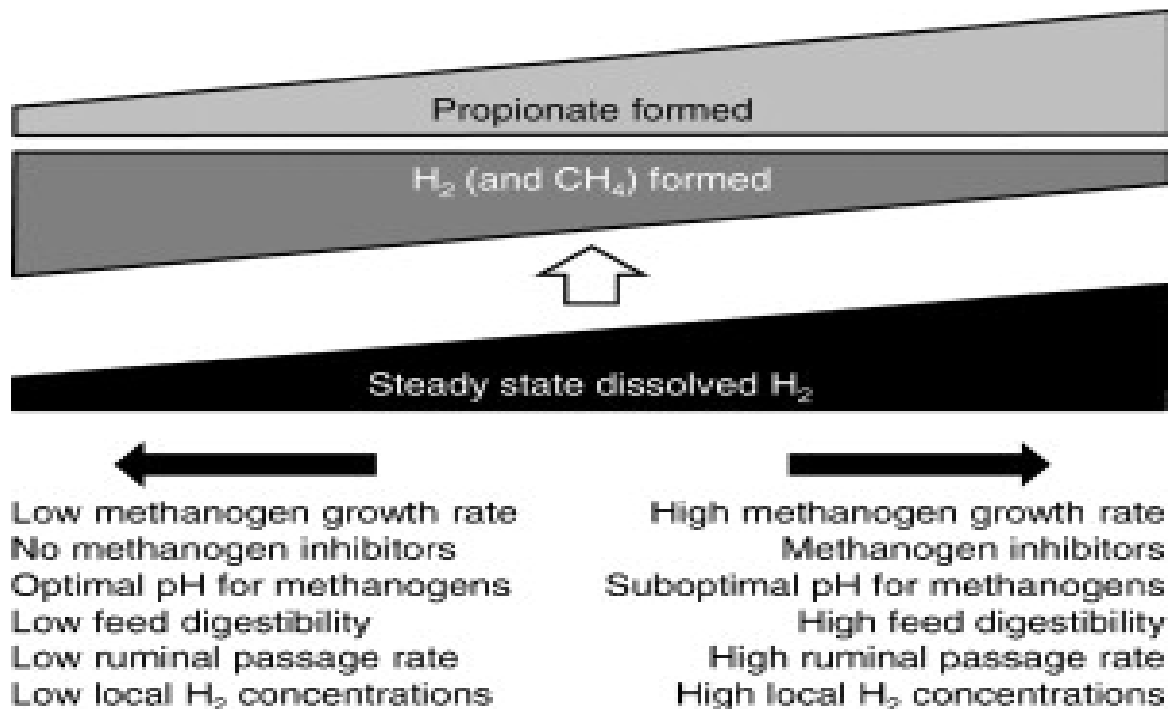 Propionate formed
H₂ (and CH₄) formed
Steady state dissolved H₂
Low methanogen growth rate
No methanogen inhibitors
Optimal pH for methanogens
Low feed digestibility
Low ruminal passage rate
Low local H₂ concentrations
High methanogen growth rate
Methanogen inhibitors
Suboptimal pH for methanogens
High feed digestibility
High ruminal passage rate
High local H₂ concentrations